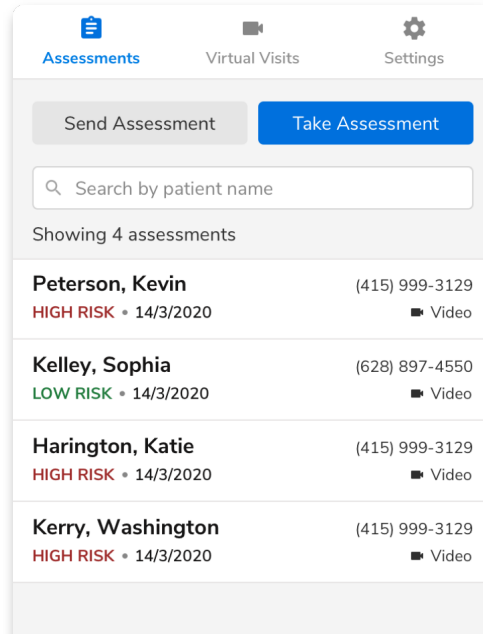 Assessments Virtual Visits Settings
Send Assessment Take Assessment
Search by patient name
Showing 4 assessments
Peterson, Kevin (415) 999-3129
HIGH RISK • 14/3/2020 Video
Kelley, Sophia (628) 897-4550
LOW RISK • 14/3/2020 Video
Harington, Katie (415) 999-3129
HIGH RISK • 14/3/2020 Video
Kerry, Washington (415) 999-3129
HIGH RISK • 14/3/2020 Video